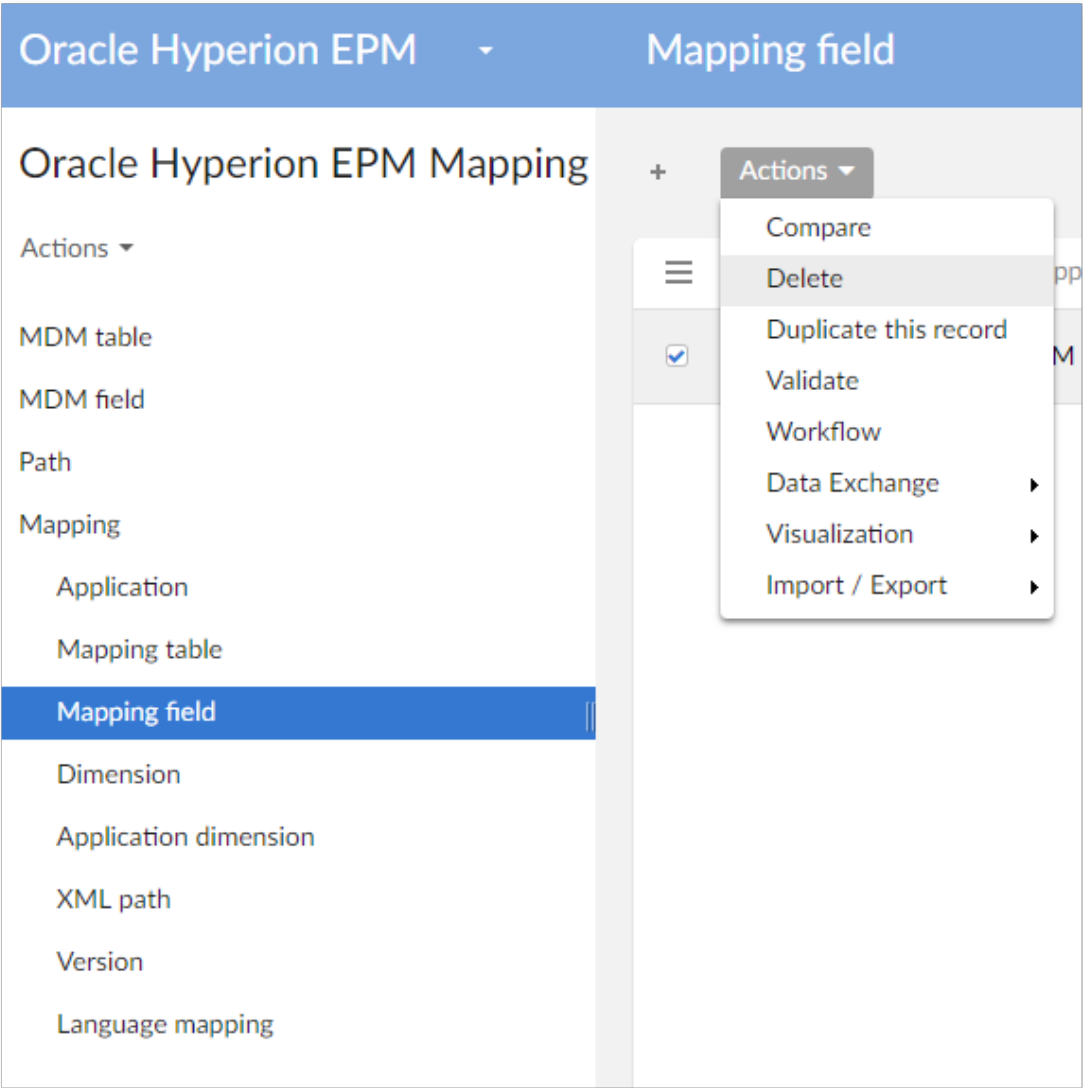 Oracle Hyperion EPM
Mapping field
Oracle Hyperion EPM Mapping
Actions
MDM table
MDM field
Path
Mapping
Application
Mapping table
Mapping field
Dimension
Application dimension
XML path
Version
Language mapping
+
Actions
Compare
Delete
Duplicate this record
Validate
Workflow
Data Exchange
Visualization
Import / Export